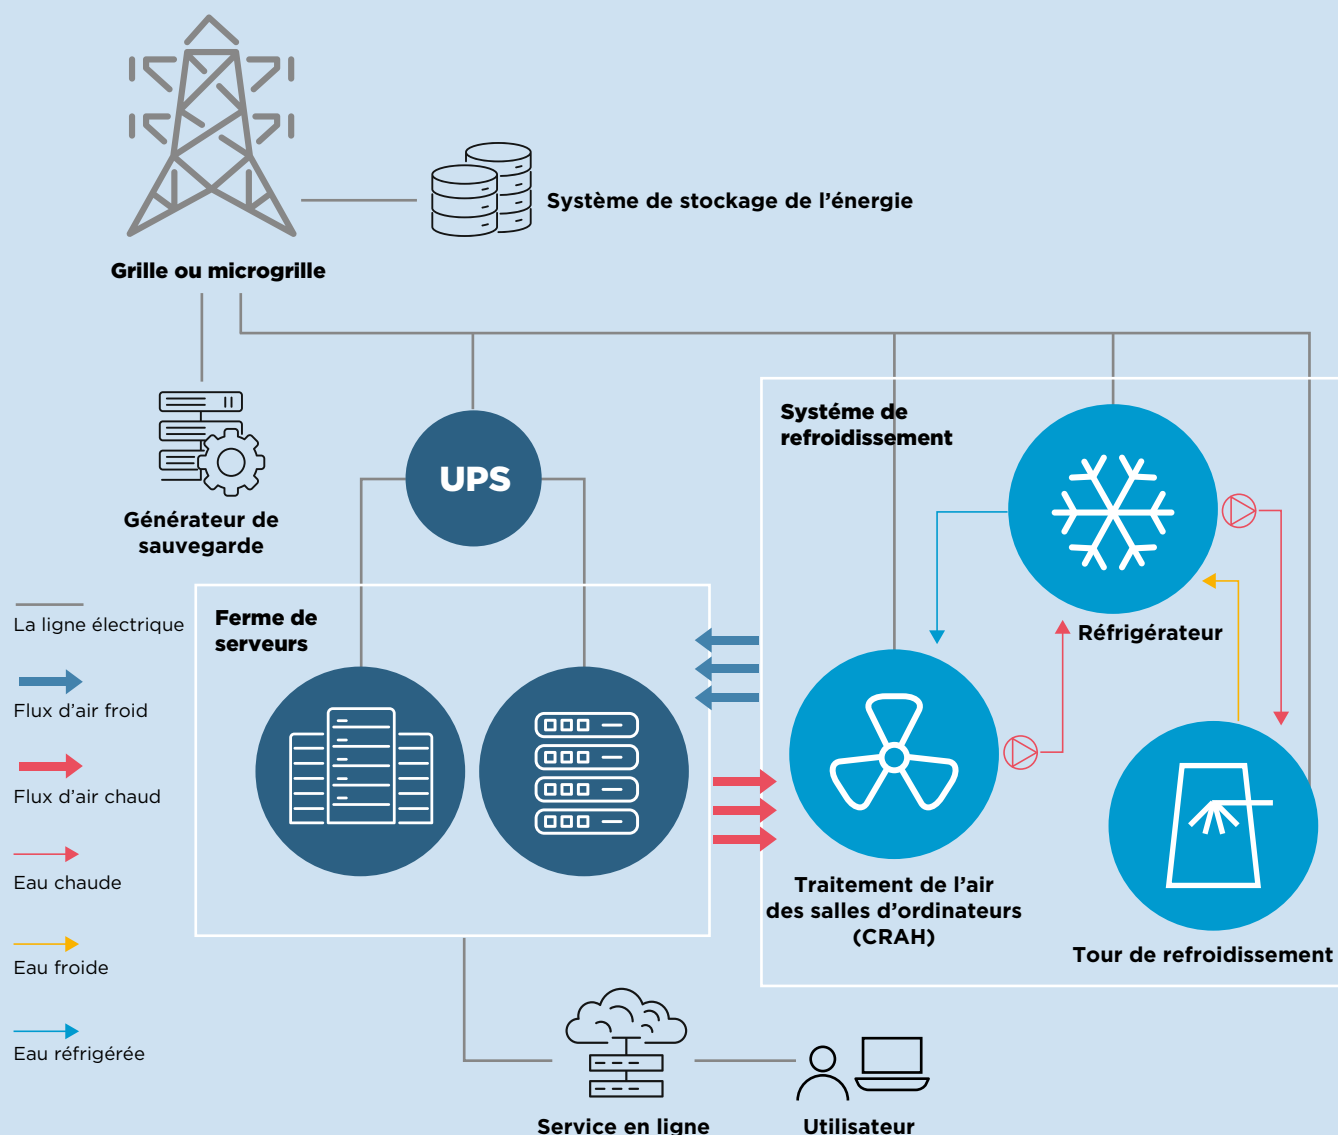 Système de stockage de l'énergie
Grille ou microgrille
Générateur de
sauvegarde
UPS
Systéme de
refroidissement
Réfrigérateur
La ligne électrique
Flux d'air froid
Flux d'air chaud
Eau chaude
Eau froide
Eau réfrigérée
Ferme de
serveurs
Traitement de l'air
des salles d'ordinateurs
(CRAH)
Tour de refroidissement
Service en ligne
Utilisateur